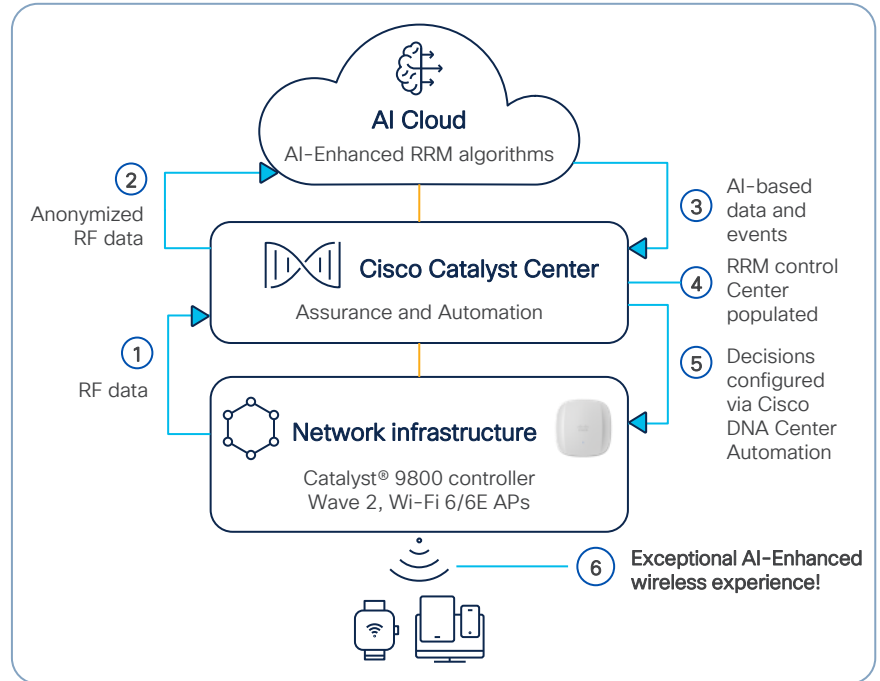 AI Cloud
AI-Enhanced RRM algorithms
2
Anonymized
RF data
3
AI-based
data and
events
Cisco Catalyst Center
Assurance and Automation
4
RRM control
Center
populated
1
RF data
5
Decisions
configured
via Cisco
DNA Center
Automation
Network infrastructure
Catalyst® 9800 controller
Wave 2, Wi-Fi 6/6E APs
6
Exceptional AI-Enhanced
wireless experience!